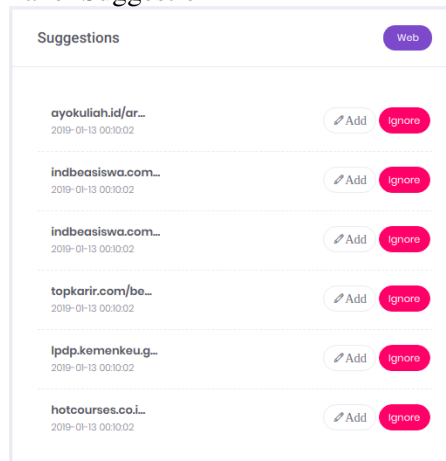 Suggestions
Web
ayokuliah.id/ar...
2019-01-13 00:10:02
Add
Ignore
indbeasiswa.com...
2019-01-13 00:10:02
Add
Ignore
indbeasiswa.com...
2019-01-13 00:10:02
Add
Ignore
topkarir.com/be...
2019-01-13 00:10:02
Add
Ignore
lpdp.kemenkeu.g...
2019-01-13 00:10:02
Add
Ignore
hotcourses.co.i...
2019-01-13 00:10:02
Add
Ignore